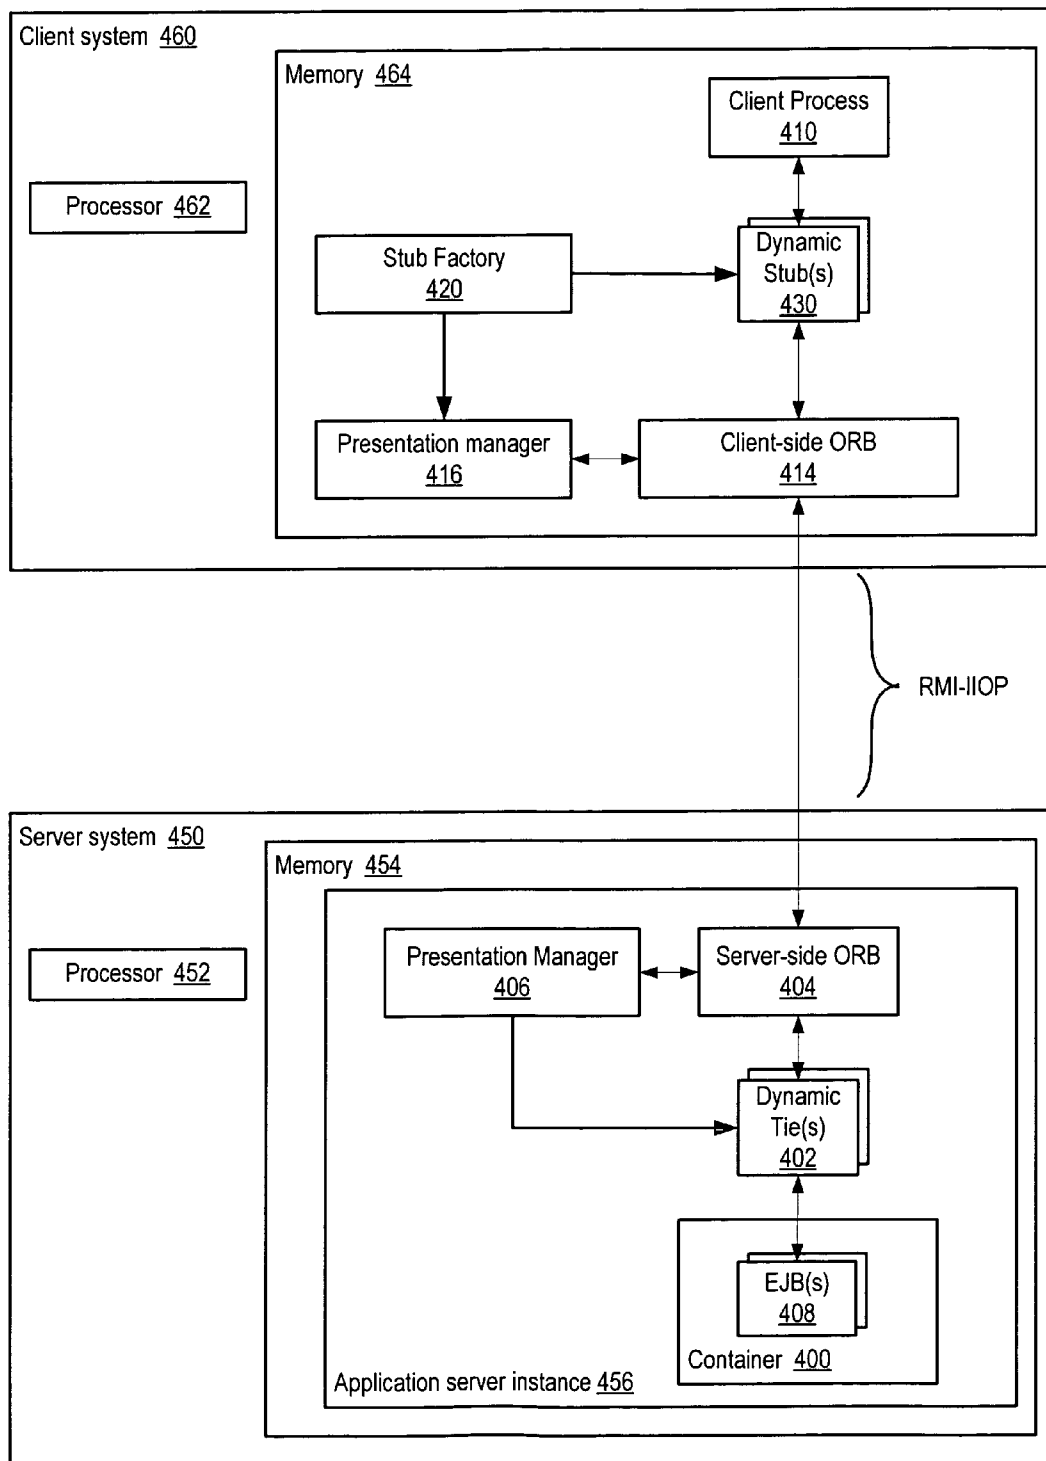 Client system 460
Memory 464
Client Process
410
Processor 462
Stub Factory
420
Dynamic
Stub(s)
430
Presentation manager
416
Client-side ORB
414
RMI-IIOP
Server system 450
Memory 454
Processor 452
Presentation Manager
406
Server-side ORB
404
Dynamic
Tie(s)
402
EJB(s)
408
Container 400
Application server instance 456